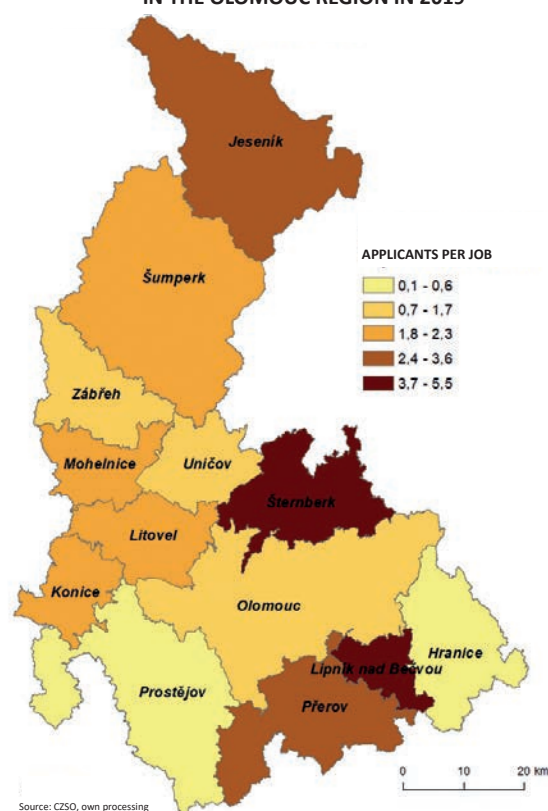 IN THE OLOMOUC REGION IN 2019
Jeseník
APPLICANTS PER JOB
0,1 - 0,6
0,7 - 1,7
1,8 - 2,3
2,4 - 3,6
3,7 - 5,5
Šumperk
Zábřeh
Mohelnice
Uničov
Šternberk
Litovel
Konice
Olomouc
Hranice
Lipník nad Bečvou
Prostějov
Přerov
0 10 20 km
Source: CZSO, own processing